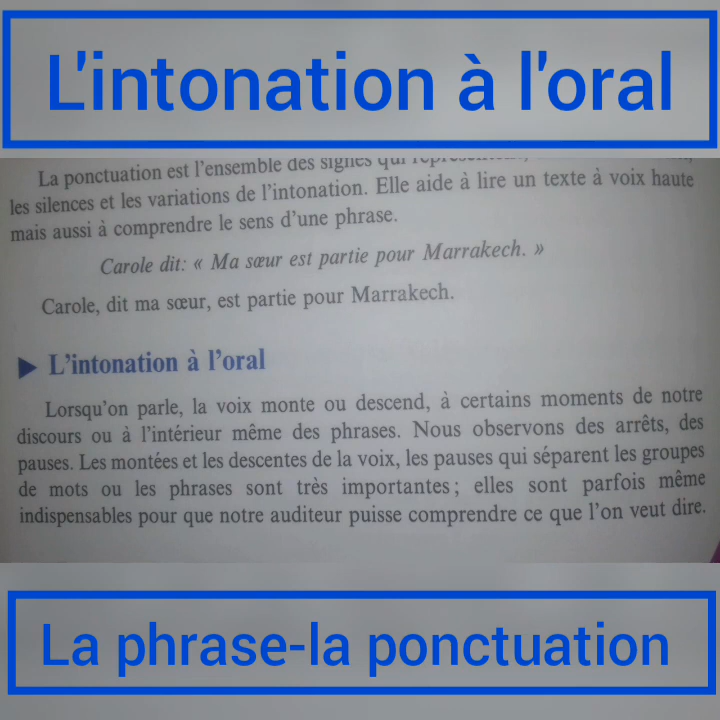 L'intonation à l'oral
La ponctuation est l'ensemble des signes qui
les silences et les variations de l'intonation. Elle aide à lire un texte à voix haute
mais aussi à comprendre le sens d'une phrase.
Carole dit: « Ma sœur est partie pour Marrakech. »
Carole, dit ma sœur, est partie pour Marrakech.
▶ L'intonation à l'oral
Lorsqu'on parle, la voix monte ou descend, à certains moments de notre
discours ou à l'intérieur même des phrases. Nous observons des arrêts, des
pauses. Les montées et les descentes de la voix, les pauses qui séparent les groupes
de mots ou les phrases sont très importantes ; elles sont parfois même
indispensables pour que notre auditeur puisse comprendre ce que l'on veut dire.
La phrase-la ponctuation